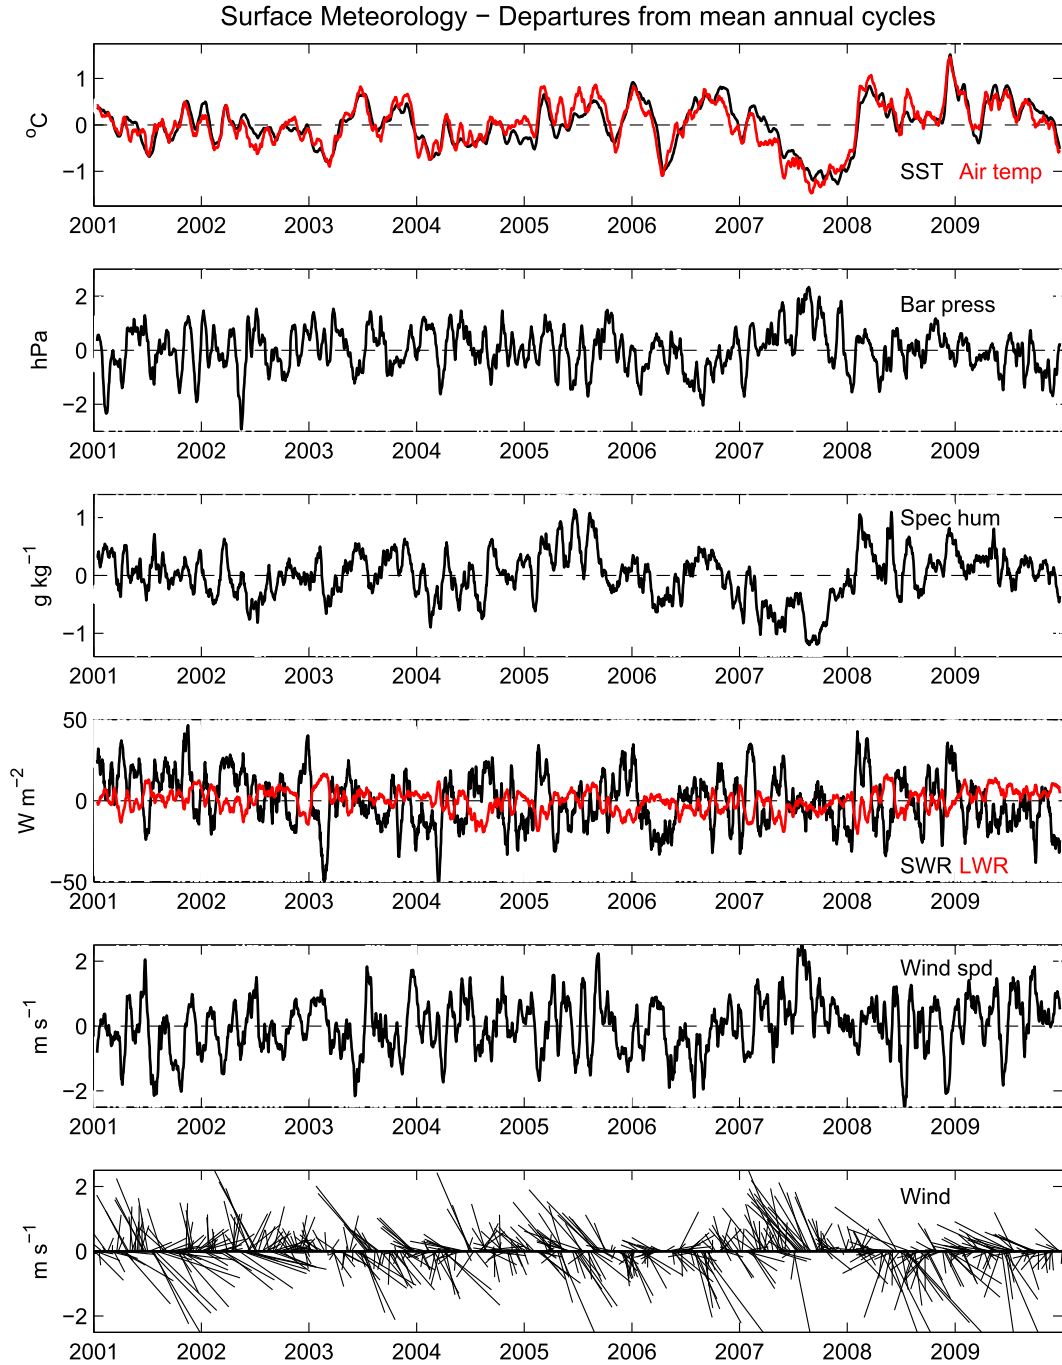 Surface Meteorology − Departures from mean annual cycles
1
0
−1
°C
SST Air temp
2001 2002 2003 2004 2005 2006 2007 2008 2009
2
0
−2
hPa
Bar press
2001 2002 2003 2004 2005 2006 2007 2008 2009
1
0
−1
g kg⁻¹
Spec hum
2001 2002 2003 2004 2005 2006 2007 2008 2009
50
0
−50
W m⁻²
SWR LWR
2001 2002 2003 2004 2005 2006 2007 2008 2009
2
0
−2
m s⁻¹
Wind spd
2001 2002 2003 2004 2005 2006 2007 2008 2009
2
0
−2
m s⁻¹
Wind
2001 2002 2003 2004 2005 2006 2007 2008 2009